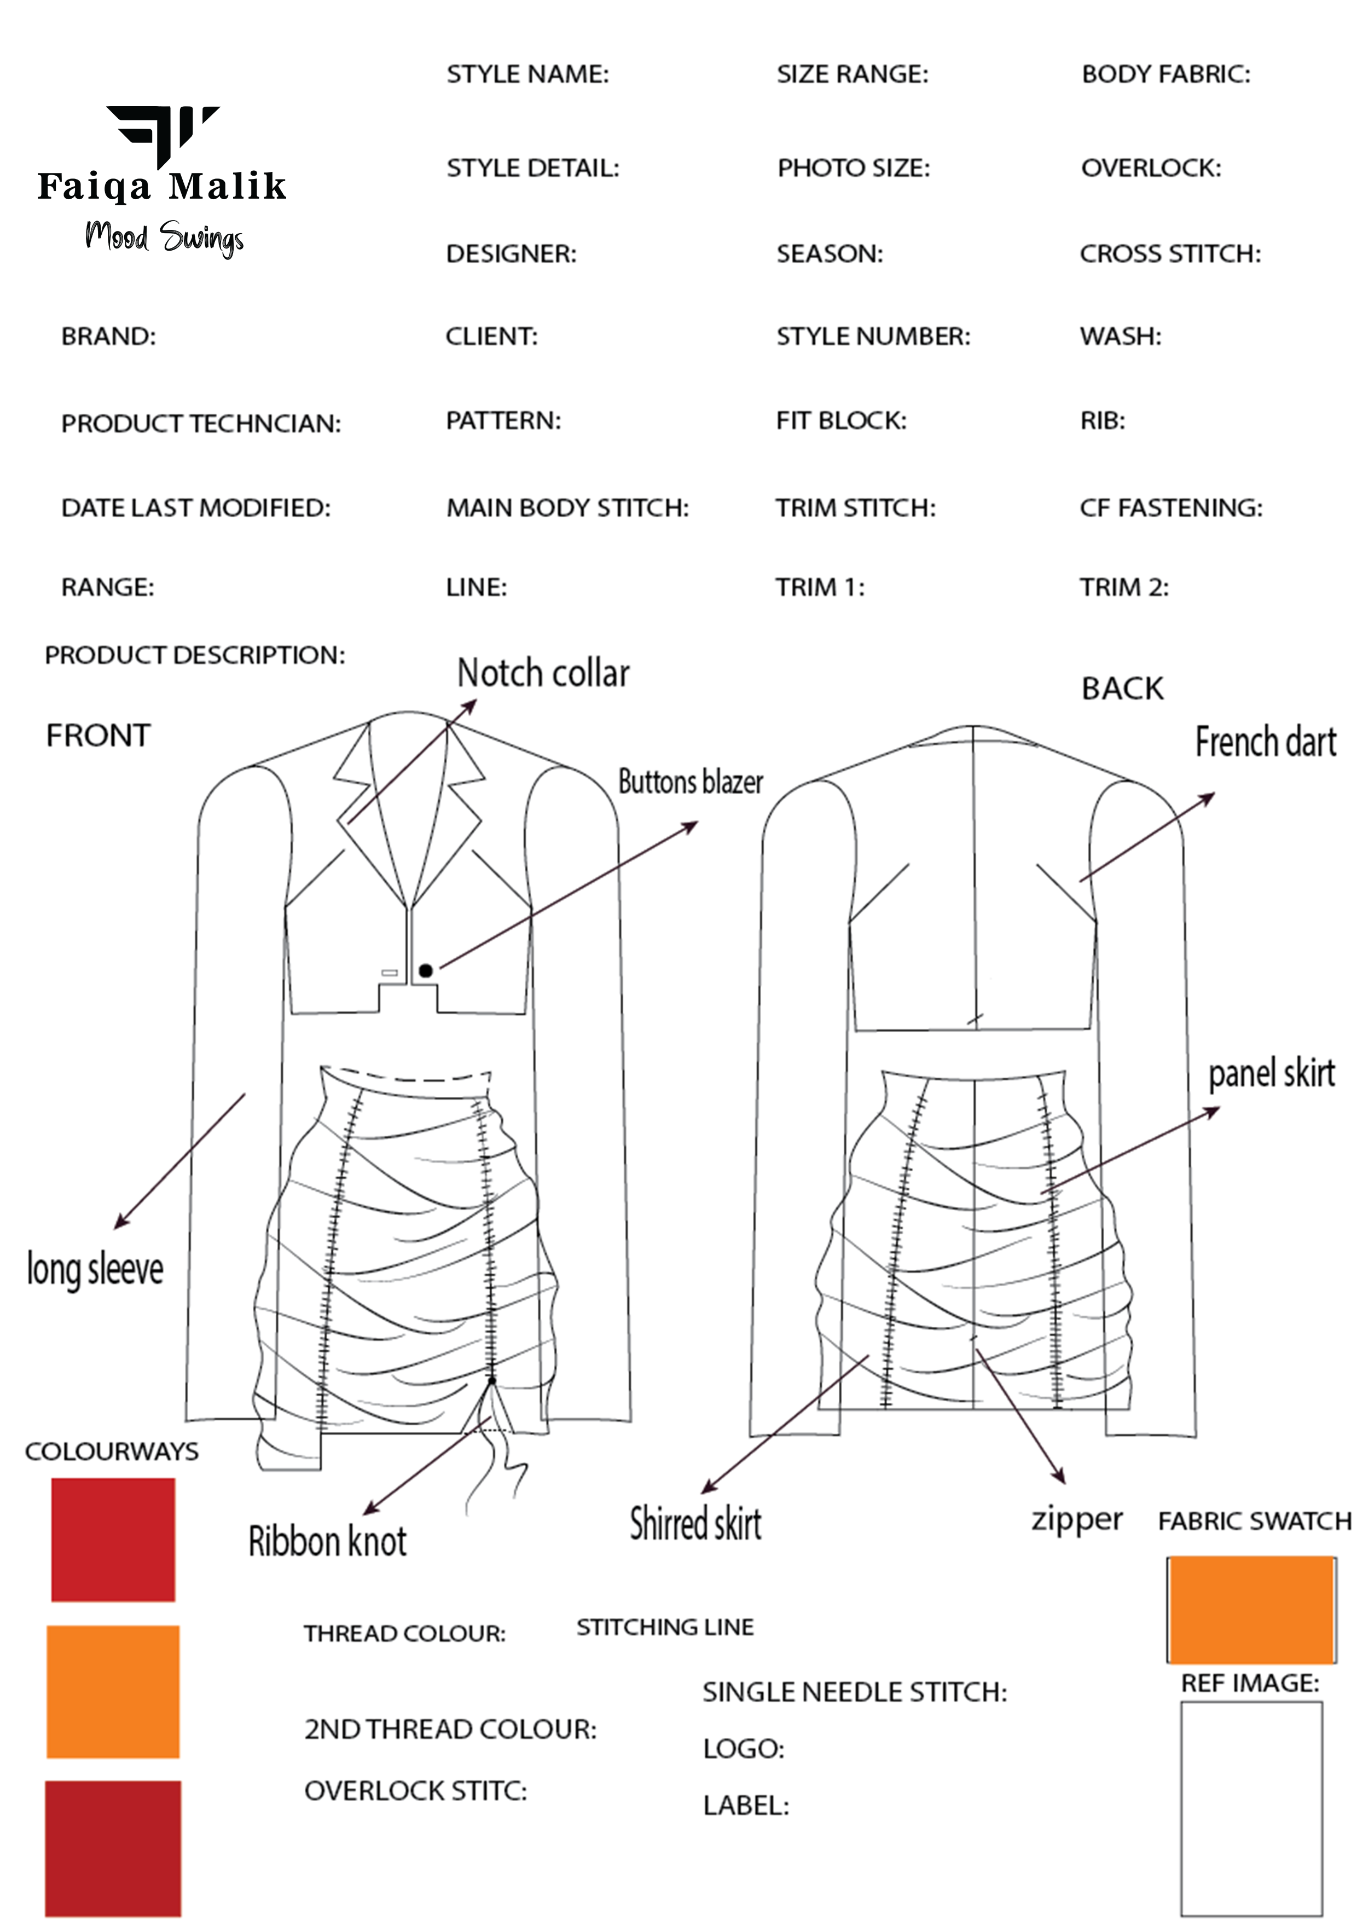 STYLE NAME:
SIZE RANGE:
BODY FABRIC:
Faiqa Malik
Mood Swings
STYLE DETAIL:
PHOTO SIZE:
OVERLOCK:
DESIGNER:
SEASON:
CROSS STITCH:
BRAND:
CLIENT:
STYLE NUMBER:
WASH:
PRODUCT TECHNCIAN:
PATTERN:
FIT BLOCK:
RIB:
DATE LAST MODIFIED:
MAIN BODY STITCH:
TRIM STITCH:
CF FASTENING:
RANGE:
LINE:
TRIM 1:
TRIM 2:
PRODUCT DESCRIPTION:
Notch collar
BACK
FRONT
French dart
Buttons blazer
panel skirt
long sleeve
COLOURWAYS
Ribbon knot
Shirred skirt
zipper
FABRIC SWATCH
THREAD COLOUR:
STITCHING LINE
REF IMAGE:
SINGLE NEEDLE STITCH:
2ND THREAD COLOUR:
LOGO:
OVERLOCK STITC:
LABEL: